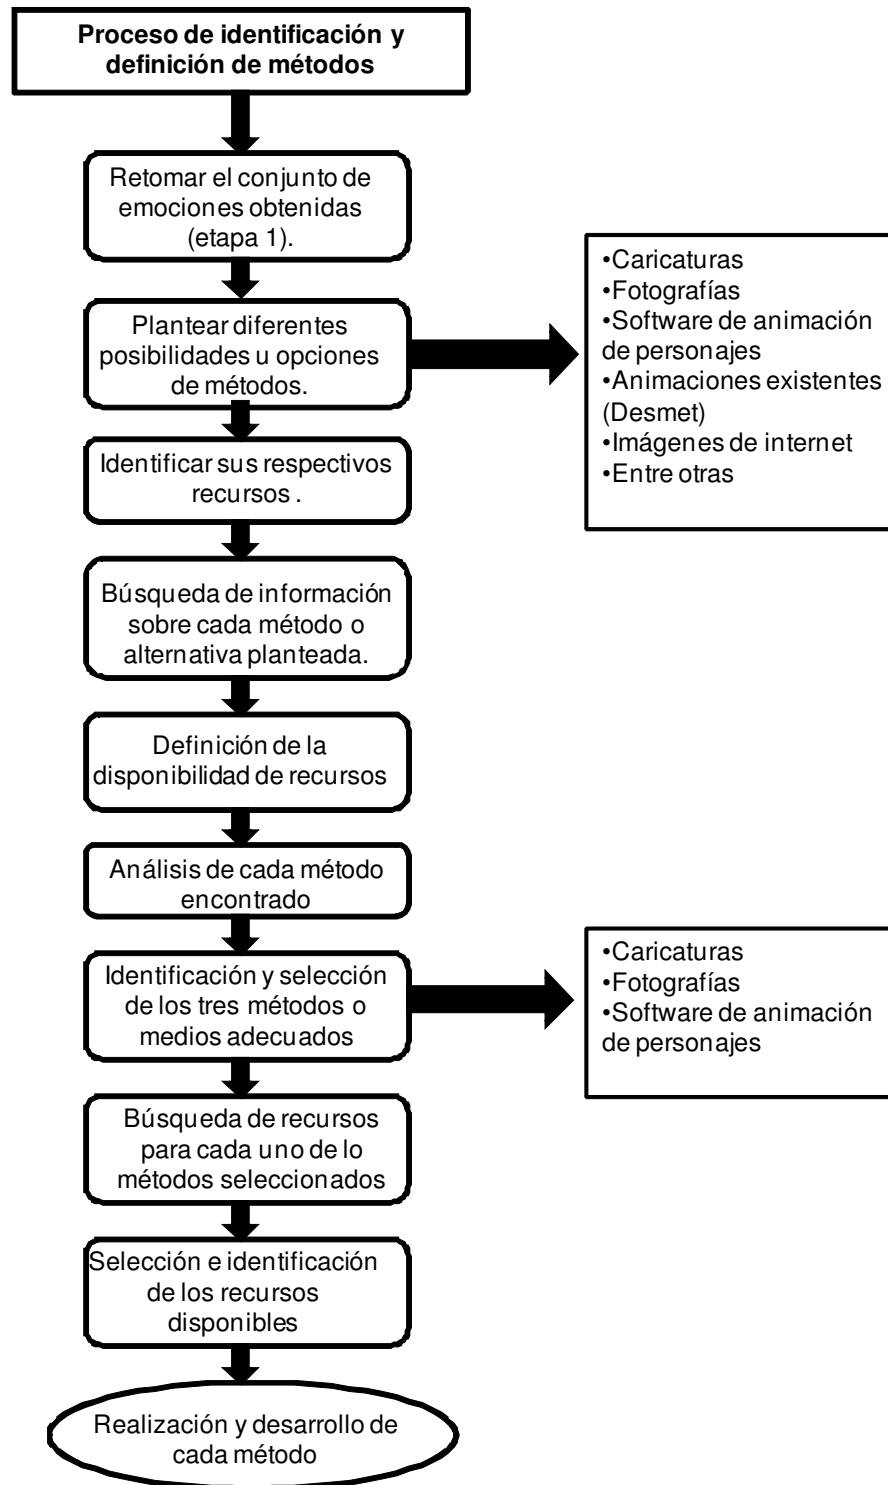 Proceso de identificación y
definición de métodos
Retomar el conjunto de
emociones obtenidas
(etapa 1).
Plantear diferentes
posibilidades u opciones
de métodos.
•Caricaturas
•Fotografías
•Software de animación
de personajes
•Animaciones existentes
(Desmet)
•Imágenes de internet
•Entre otras
Identificar sus respectivos
recursos .
Búsqueda de información
sobre cada método o
alternativa planteada.
Definición de la
disponibilidad de recursos
Análisis de cada método
encontrado
Identificación y selección
de los tres métodos o
medios adecuados
•Caricaturas
•Fotografías
•Software de animación
de personajes
Búsqueda de recursos
para cada uno de lo
métodos seleccionados
Selección e identificación
de los recursos
disponibles
Realización y desarrollo de
cada método